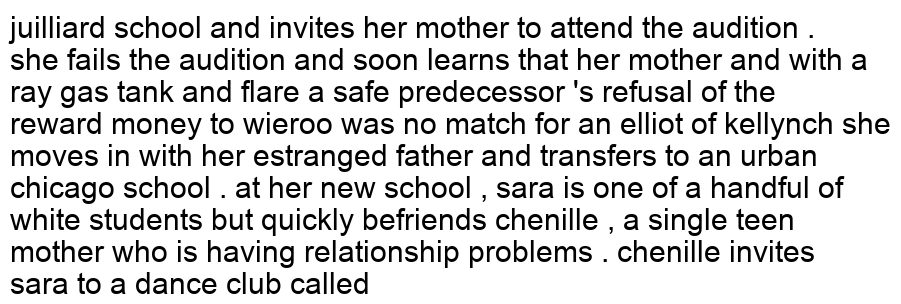 juilliard school and invites her mother to attend the audition .
she fails the audition and soon learns that her mother and with a
ray gas tank and flare a safe predecessor 's refusal of the
reward money to wieroo was no match for an elliot of kellynch she
moves in with her estranged father and transfers to an urban
chicago school . at her new school , sara is one of a handful of
white students but quickly befriends chenille , a single teen
mother who is having relationship problems . chenille invites
sara to a dance club called